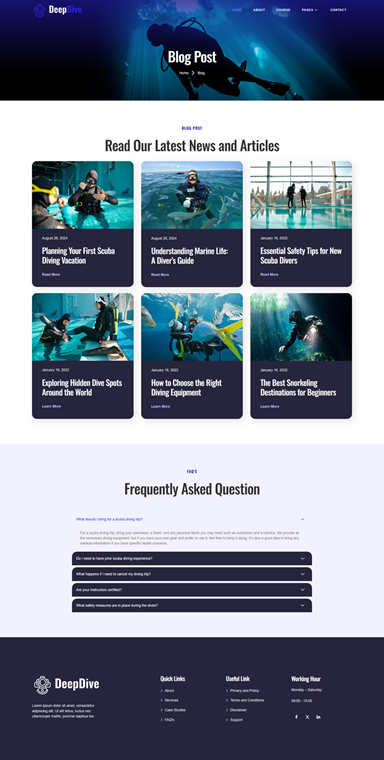 DeepDive
HOME ABOUT COURSE PAGES CONTACT
Blog Post
Home Blog
BLOG POST
Read Our Latest News and Articles
August 26, 2024
Planning Your First Scuba
Diving Vacation
Read More
August 26, 2024
Understanding Marine Life:
A Diver's Guide
Read More
January 16, 2022
Essential Safety Tips for New
Scuba Divers
Read More
January 16, 2022
Exploring Hidden Dive Spots
Around the World
Learn More
January 16, 2022
How to Choose the Right
Diving Equipment
Learn More
January 16, 2022
The Best Snorkeling
Destinations for Beginners
Learn More
FAQ'S
Frequently Asked Question
What should I bring for a scuba diving trip?
For a scuba diving trip, bring your swimwear, a towel, and any personal items you may need such as sunscreen and a camera. We provide all
the necessary diving equipment, but if you have your own gear and prefer to use it, feel free to bring it along. It's also a good idea to bring any
medical information if you have specific health concerns.
Do I need to have prior scuba diving experience?
What happens if I need to cancel my diving trip?
Are your instructors certified?
What safety measures are in place during the dives?
DeepDive
Lorem ipsum dolor sit amet, consectetur
adipiscing elit. Ut elit tellus, luctus nec
ullamcorper mattis, pulvinar dapibus leo.
Quick Links
About
Services
Case Studies
FAQ's
Useful Link
Privacy and Policy
Terms and Conditions
Disclaimer
Support
Working Hour
Monday – Saturday
08.00 - 18.00